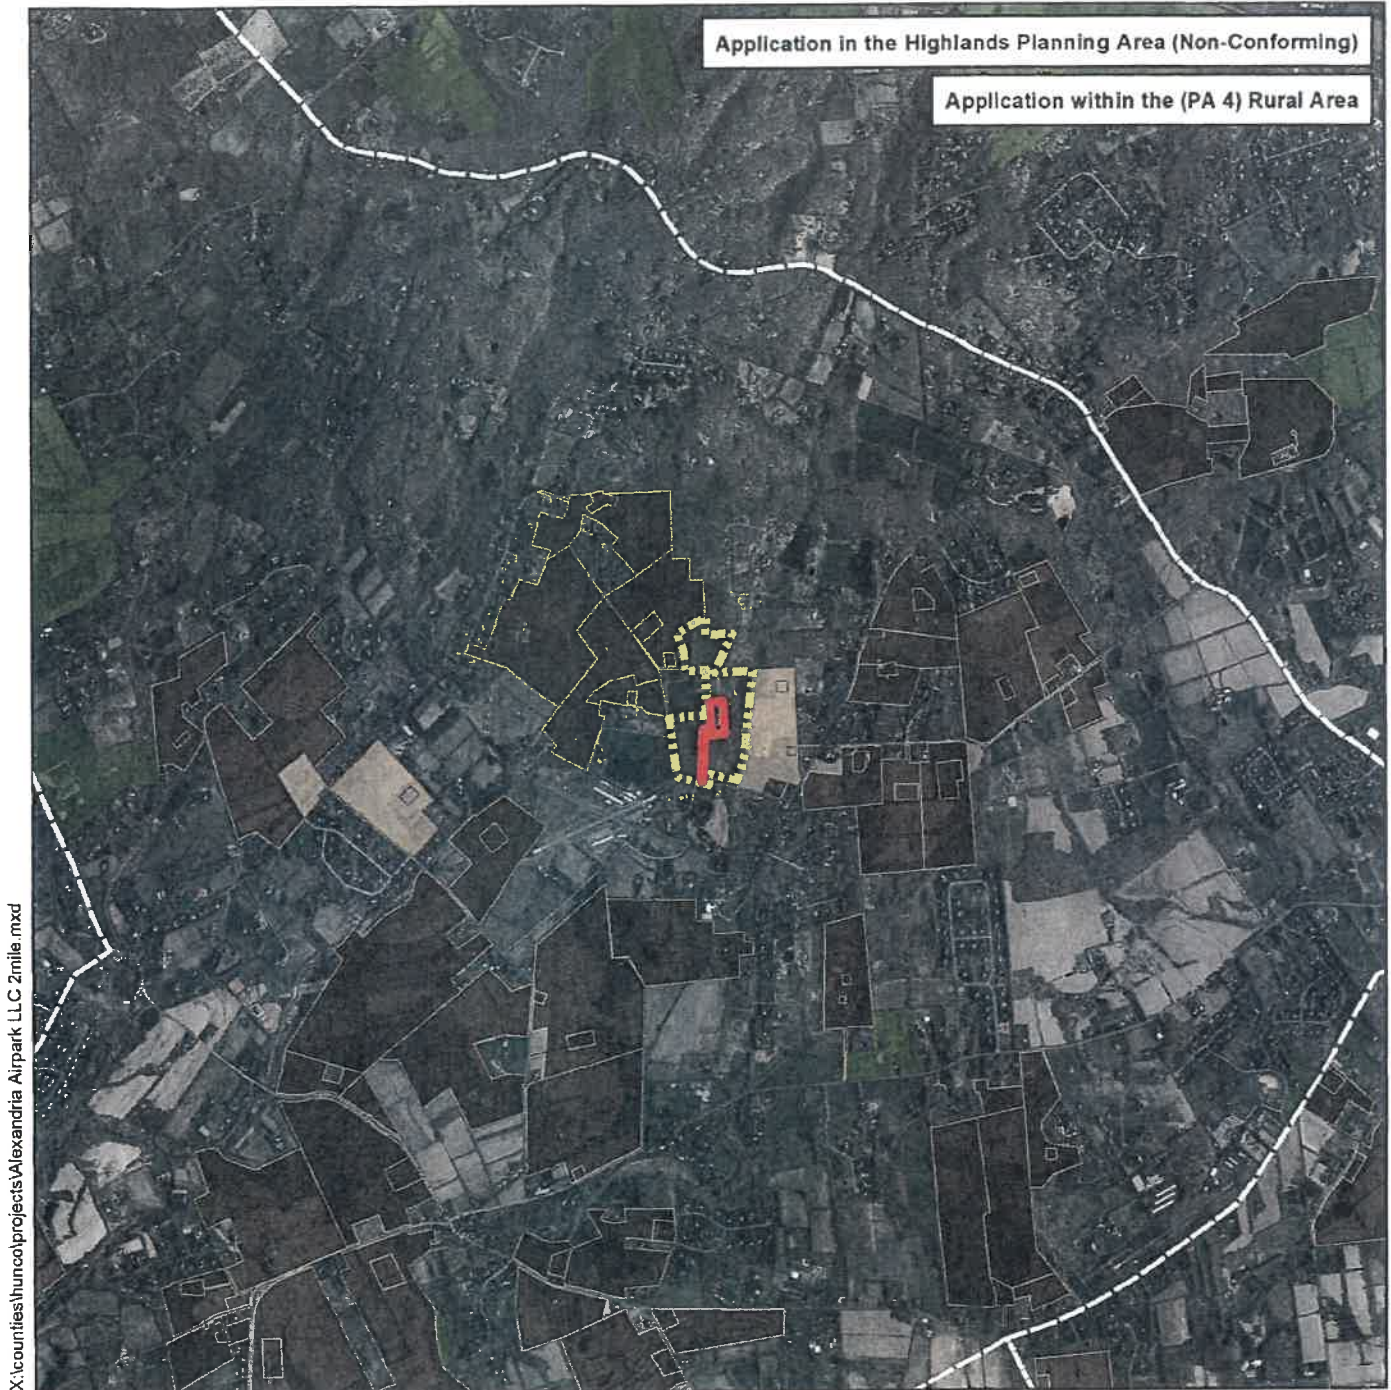 Application in the Highlands Planning Area (Non-Conforming)
Application within the (PA 4) Rural Area
X:\counties\hunco\projects\Alexandria Airpark LLC 2mile.mxd